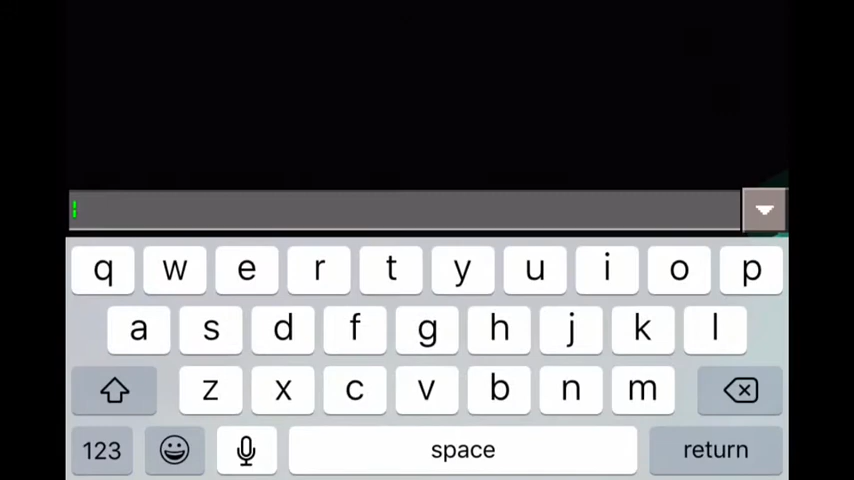 q w e r t y u i o p
a s d f g h j k l
z x c v b n m
123 space return